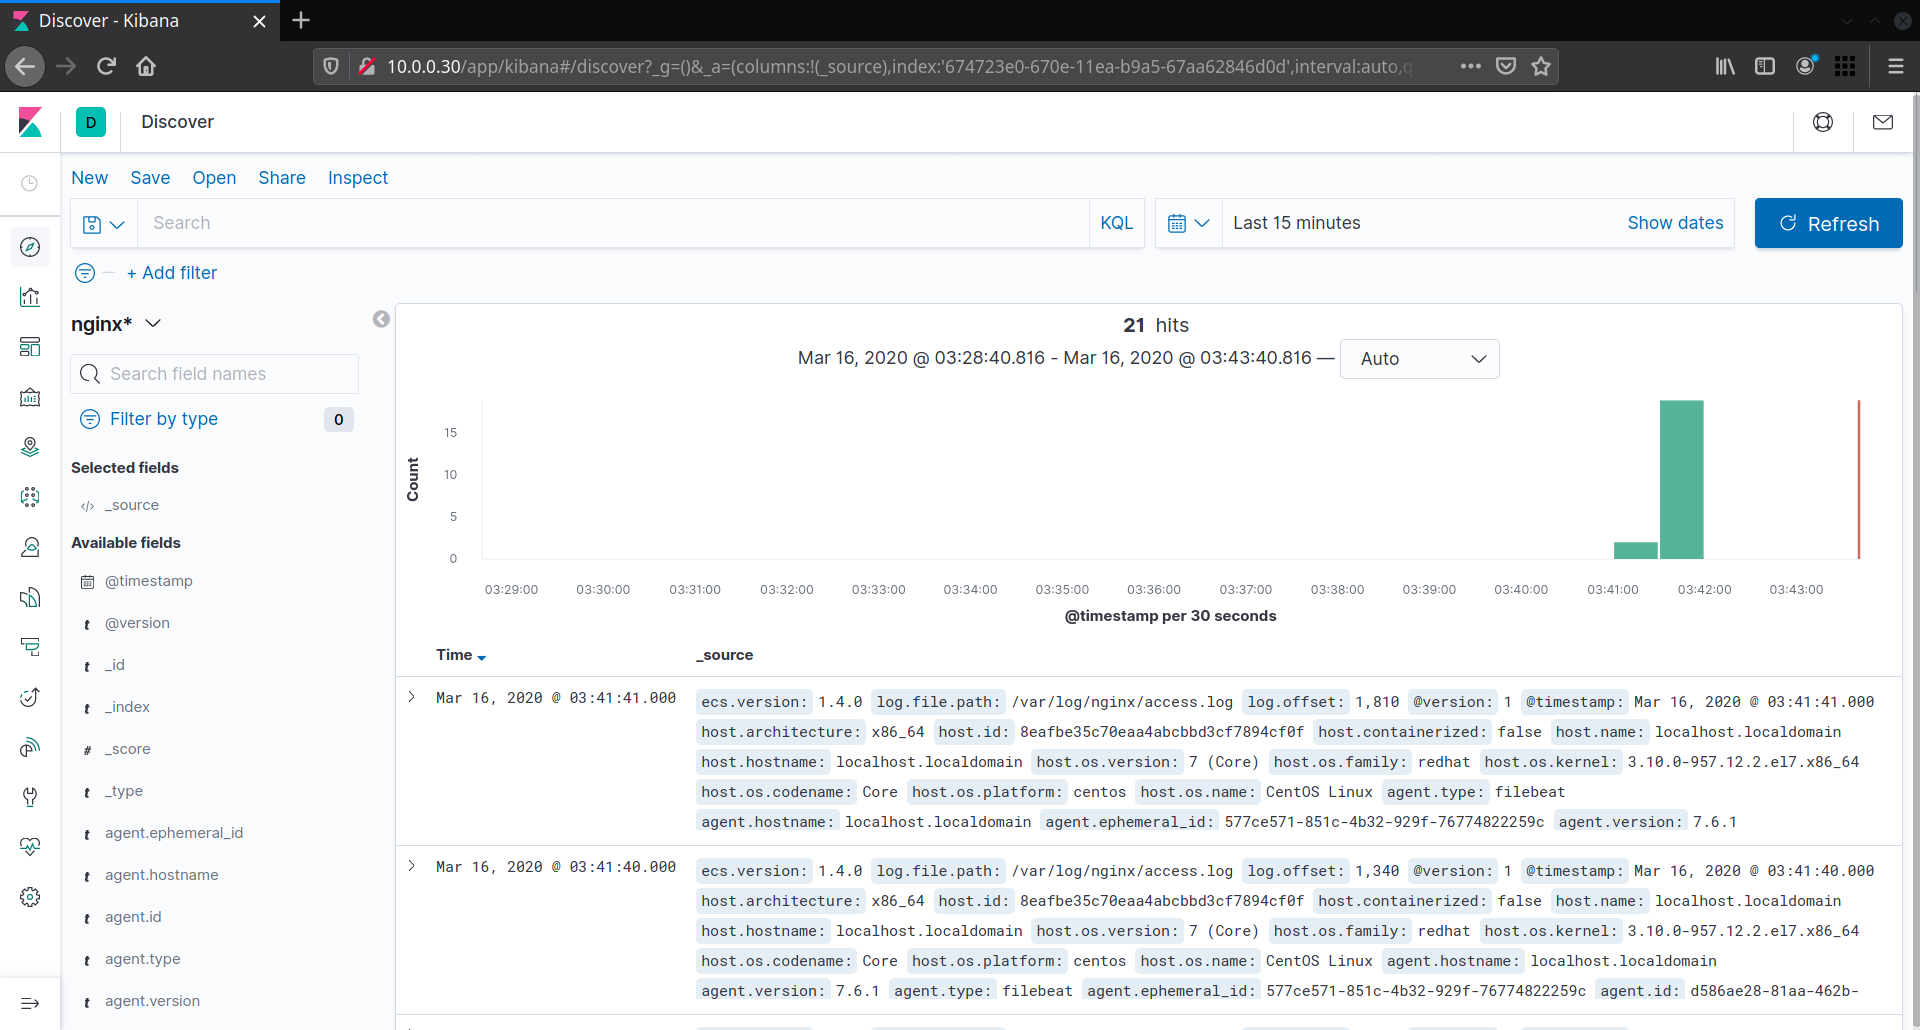 Discover - Kibana
10.0.0.30/app/kibana#/discover?_g=()&_a=(columns:!(_source),index:'674723e0-670e-11ea-b9a5-67aa62846d0d',interval:auto,q
D Discover
New Save Open Share Inspect
Search KQL Last 15 minutes Show dates Refresh
+ Add filter
nginx*
Search field names
Filter by type 0
Selected fields
_source
Available fields
@timestamp
t @version
t _id
t _index
# _score
t _type
t agent.ephemeral_id
t agent.hostname
t agent.id
t agent.type
t agent.version
21 hits
Mar 16, 2020 @ 03:28:40.816 - Mar 16, 2020 @ 03:43:40.816 — Auto
Count
15
10
5
0
03:29:00 03:30:00 03:31:00 03:32:00 03:33:00 03:34:00 03:35:00 03:36:00 03:37:00 03:38:00 03:39:00 03:40:00 03:41:00 03:42:00 03:43:00
@timestamp per 30 seconds
Time _source
Mar 16, 2020 @ 03:41:41.000 ecs.version: 1.4.0 log.file.path: /var/log/nginx/access.log log.offset: 1,810 @version: 1 @timestamp: Mar 16, 2020 @ 03:41:41.000
host.architecture: x86_64 host.id: 8eafbe35c70eaa4abcbbd3cf7894cf0f host.containerized: false host.name: localhost.localdomain
host.hostname: localhost.localdomain host.os.version: 7 (Core) host.os.family: redhat host.os.kernel: 3.10.0-957.12.2.el7.x86_64
host.os.codename: Core host.os.platform: centos host.os.name: CentOS Linux agent.type: filebeat
agent.hostname: localhost.localdomain agent.ephemeral_id: 577ce571-851c-4b32-929f-76774822259c agent.version: 7.6.1
Mar 16, 2020 @ 03:41:40.000 ecs.version: 1.4.0 log.file.path: /var/log/nginx/access.log log.offset: 1,340 @version: 1 @timestamp: Mar 16, 2020 @ 03:41:40.000
host.architecture: x86_64 host.id: 8eafbe35c70eaa4abcbbd3cf7894cf0f host.containerized: false host.name: localhost.localdomain
host.hostname: localhost.localdomain host.os.version: 7 (Core) host.os.family: redhat host.os.kernel: 3.10.0-957.12.2.el7.x86_64
host.os.codename: Core host.os.platform: centos host.os.name: CentOS Linux agent.hostname: localhost.localdomain
agent.version: 7.6.1 agent.type: filebeat agent.ephemeral_id: 577ce571-851c-4b32-929f-76774822259c agent.id: d586ae28-81aa-462b-